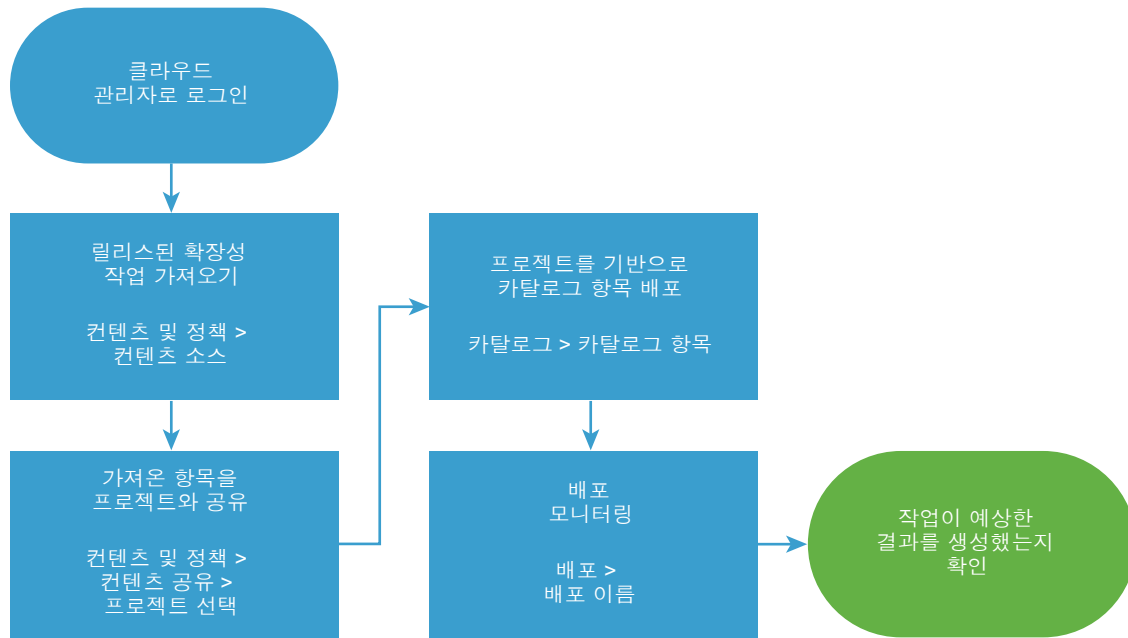 클라우드
관리자로 로그인
릴리스된 확장성
작업 가져오기
컨텐츠 및 정책 >
컨텐츠 소스
가져온 항목을
프로젝트와 공유
컨텐츠 및 정책 >
컨텐츠 공유 >
프로젝트 선택
프로젝트를 기반으로
카탈로그 항목 배포
카탈로그 > 카탈로그 항목
배포
모니터링
배포 >
배포 이름
작업이 예상한
결과를 생성했는지
확인